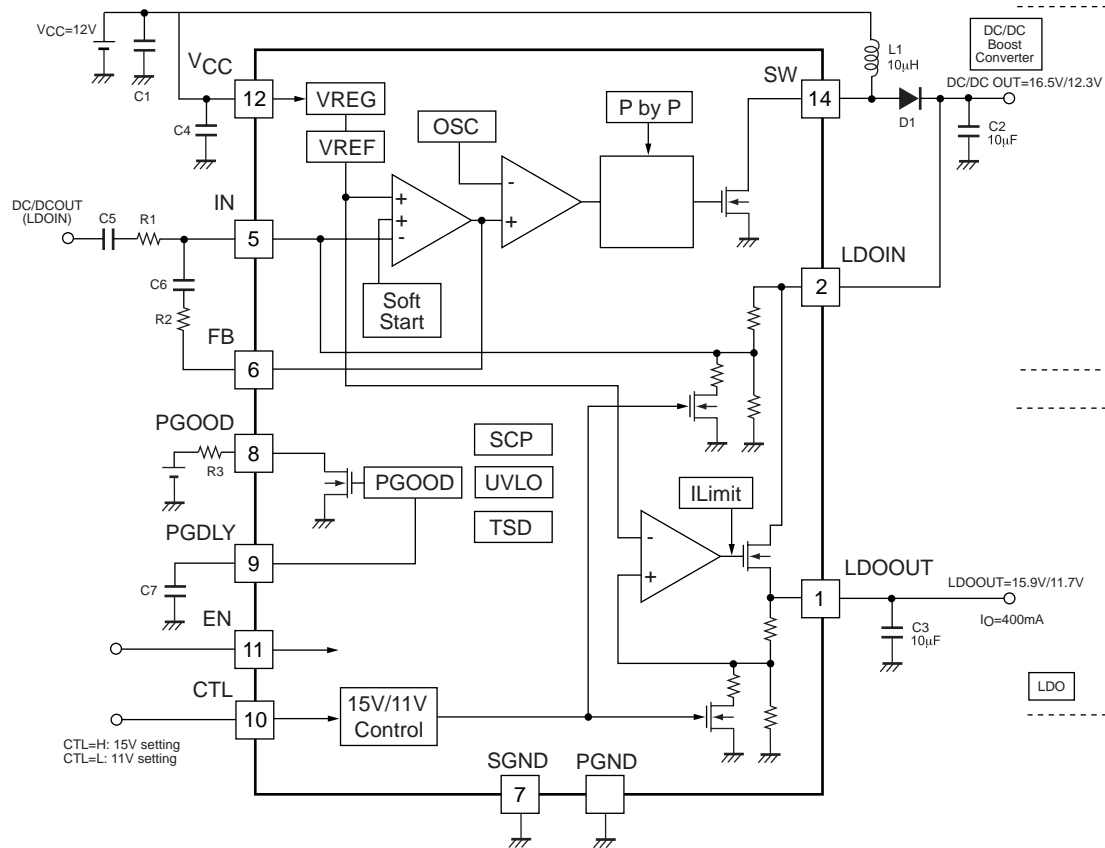 VCC=12V
C1
VCC
12
C4
VREG
VREF
OSC
P by P
SW
14
L1
10μH
D1
DC/DC
Boost
Converter
DC/DC OUT=16.5V/12.3V
C2
10μF
DC/DCOUT
(LDOIN)
C5
R1
IN
5
C6
R2
FB
6
+
+
-
-
+
Soft
Start
LDOIN
2
PGOOD
8
R3
PGOOD
SCP
UVLO
TSD
ILimit
PGDLY
9
C7
-
+
LDOOUT
1
LDOOUT=15.9V/11.7V
IO=400mA
C3
10μF
EN
11
CTL
10
CTL=H: 15V setting
CTL=L: 11V setting
15V/11V
Control
LDO
SGND
7
PGND